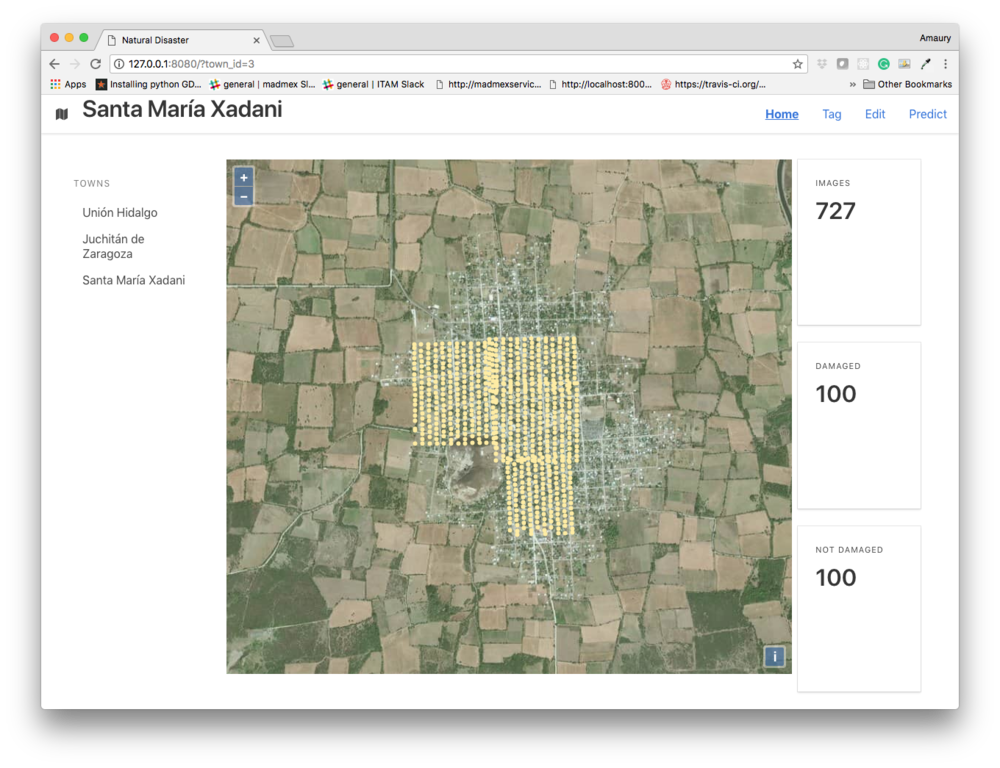 Natural Disaster
Amaury
127.0.0.1:8080/?town_id=3
Apps
Installing python GD...
general | madmex Sl...
general | ITAM Slack
http://madmexservic...
http://localhost:800...
https://travis-ci.org/...
»
Other Bookmarks
Santa María Xadani
Home
Tag
Edit
Predict
TOWNS
Unión Hidalgo
Juchitán de
Zaragoza
Santa María Xadani
+
−
i
IMAGES
727
DAMAGED
100
NOT DAMAGED
100